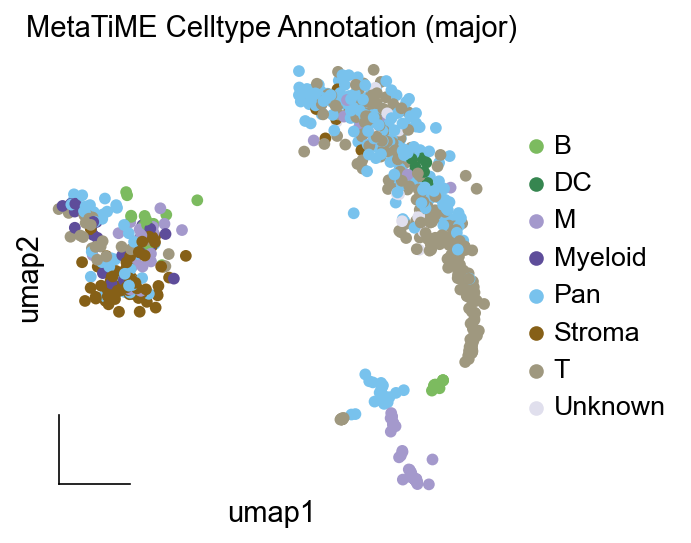 MetaTiME Celltype Annotation (major)
B
DC
M
Myeloid
Pan
Stroma
T
Unknown
umap2
umap1